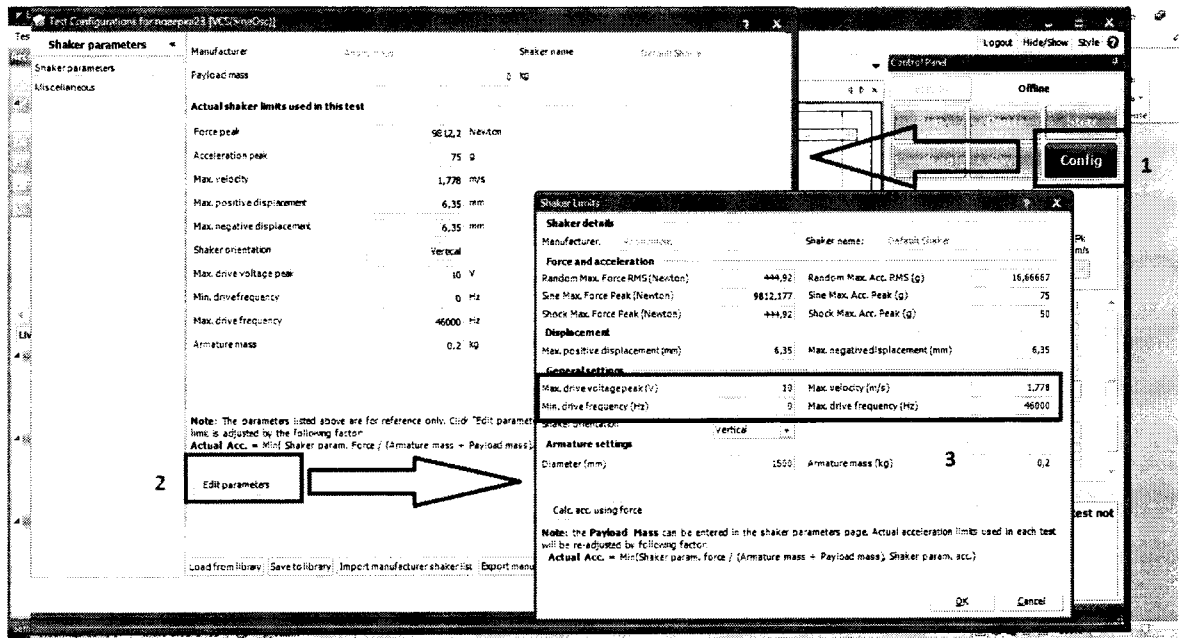 Test Configurations for поверка23 [VCS(SineOsc)]
? X
Shaker parameters «
Shaker parameters
Miscellaneous
Manufacturer
Shaker name Default Shaker
Payload mass 0 kg
Actual shaker limits used in this test
Force peak 9812,2 Newton
Acceleration peak 75 g
Max. velocity 1,778 m/s
Max. positive displacement 6,35 mm
Max. negative displacement 6,35 mm
Shaker orientation Vertical
Max. drive voltage peak 10 V
Min. drive frequency 0 Hz
Max. drive frequency 46000 Hz
Armature mass 0,2 kg
Note: The parameters listed above are for reference only. Click "Edit paramet
limit is adjusted by the following factor
Actual Acc. = Min( Shaker param. Force / (Armature mass + Payload mass),
2 Edit parameters
Load from library Save to library Import manufacturer shaker list Export manu
Logout Hide/Show Style ?
Control Panel
Offline
Config 1
Pk
m/s
test not
Shaker Limits ? X
Shaker details
Manufacturer: Shaker name: Default Shaker
Force and acceleration
Random Max. Force RMS (Newton) 444,92 Random Max. Acc. RMS (g) 16,66667
Sine Max. Force Peak (Newton) 9812,177 Sine Max. Acc. Peak (g) 75
Shock Max. Force Peak (Newton) 444,92 Shock Max. Acc. Peak (g) 50
Displacement
Max. positive displacement (mm) 6,35 Max. negative displacement (mm) 6,35
General settings
Max. drive voltage peak (V) 10 Max. velocity (m/s) 1,778
Min. drive frequency (Hz) 0 Max. drive frequency (Hz) 46000
Shaker orientation Vertical
Armature settings
Diameter (mm) 1500 Armature mass (kg) 0,2
3
Calc. acc. using force
Note: the Payload Mass can be entered in the shaker parameters page. Actual acceleration limits used in each test
will be re-adjusted by following factor
Actual Acc. = Min(Shaker param. force / (Armature mass + Payload mass), Shaker param. acc.)
OK Cancel